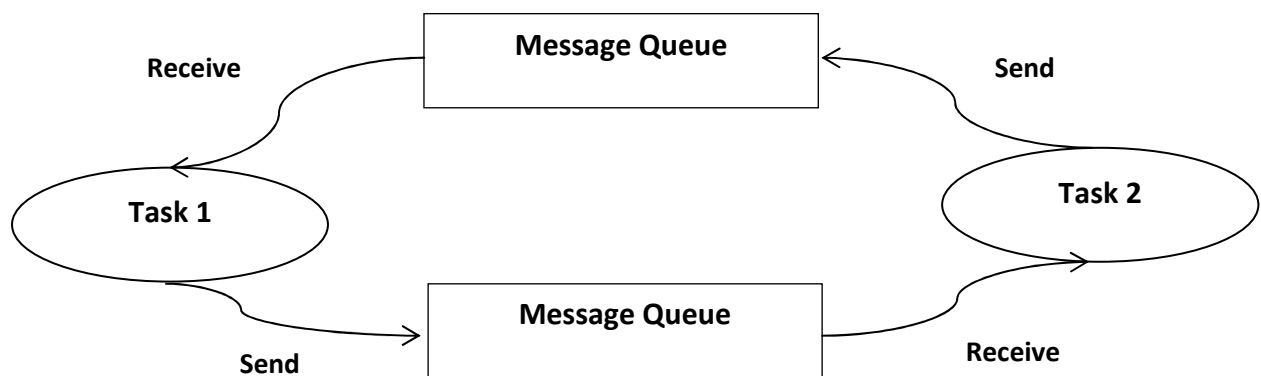 Message Queue
Receive
Send
Task 1
Task 2
Message Queue
Send
Receive